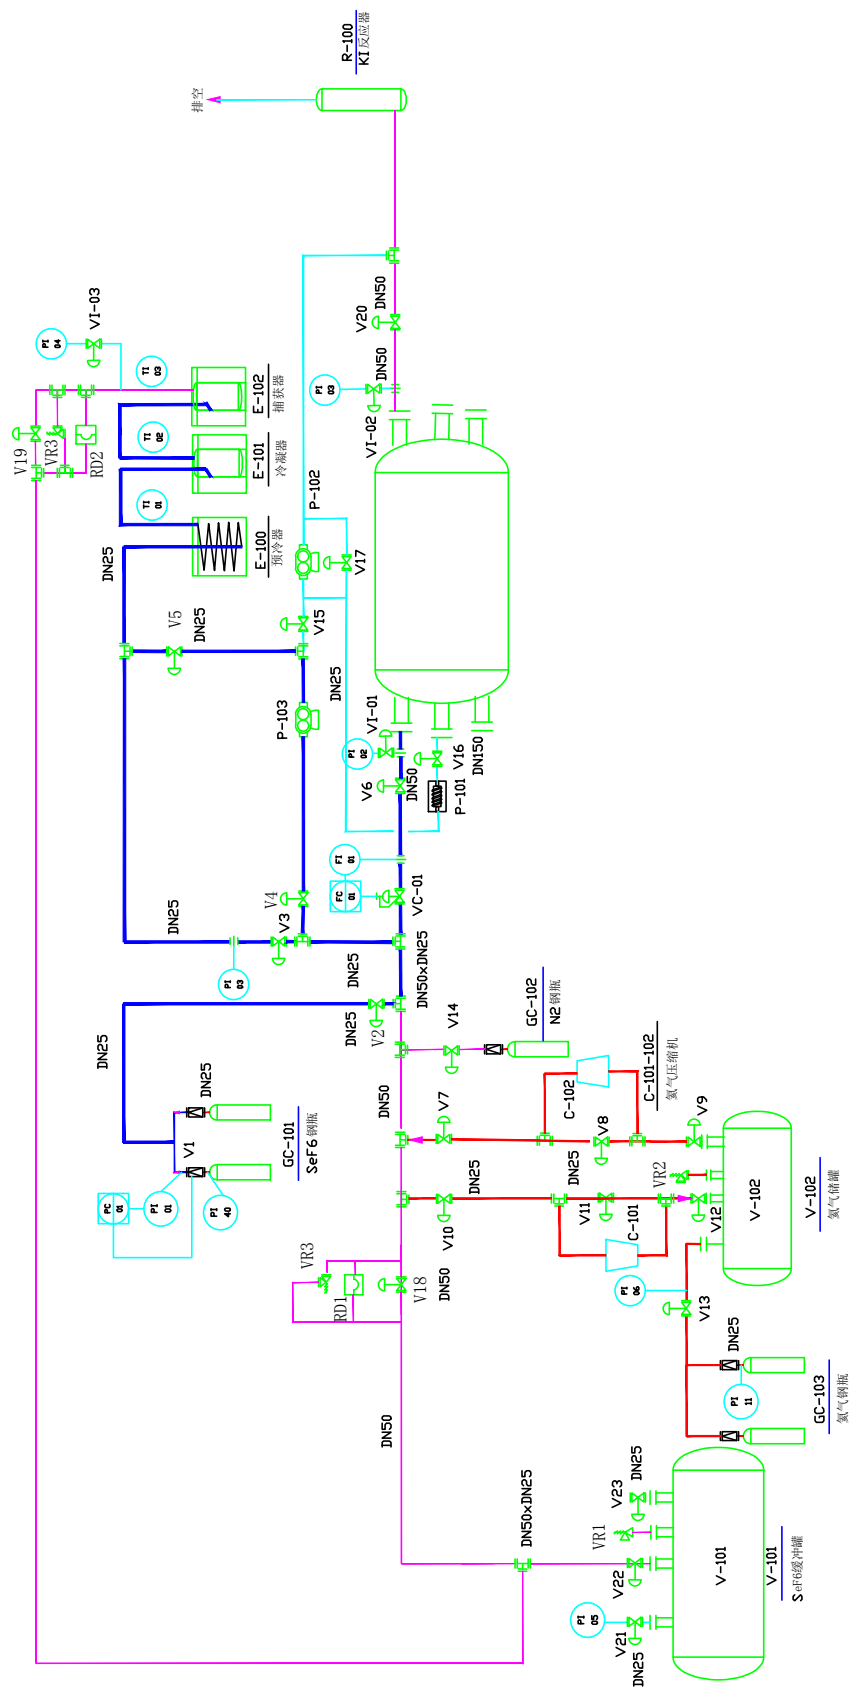 R-100
KI反应器
排空
PI
04
VI-03
TI
03
V19
VR3
RD2
TI
02
TI
01
E-102
捕获器
E-101
冷凝器
E-100
预冷器
DN25
V20
DN50
DN50
PI
03
VI-02
P-102
V17
V15
V5
DN25
DN25
P-103
VI-01
PI
02
V6
DN50
V16
P-101
DN150
FI
01
FC
01
VC-01
V4
V3
DN25
PI
03
DN25
DN50xDN25
DN25
V2
DN25
V14
GC-102
N2钢瓶
DN25
V1
GC-101
SeF6钢瓶
PC
01
PI
01
PI
40
DN50
V7
C-102
C-101-102
氦气压缩机
V8
V9
DN25
DN25
V10
V11
C-101
VR2
V12
V-102
V-102
氦气储罐
VR3
RD1
V18
DN50
PI
06
V13
DN25
PI
11
GC-103
氦气钢瓶
DN50
DN50xDN25
V23
DN25
VR1
V22
V-101
V-101
SeF6缓冲罐
PI
05
V21
DN25